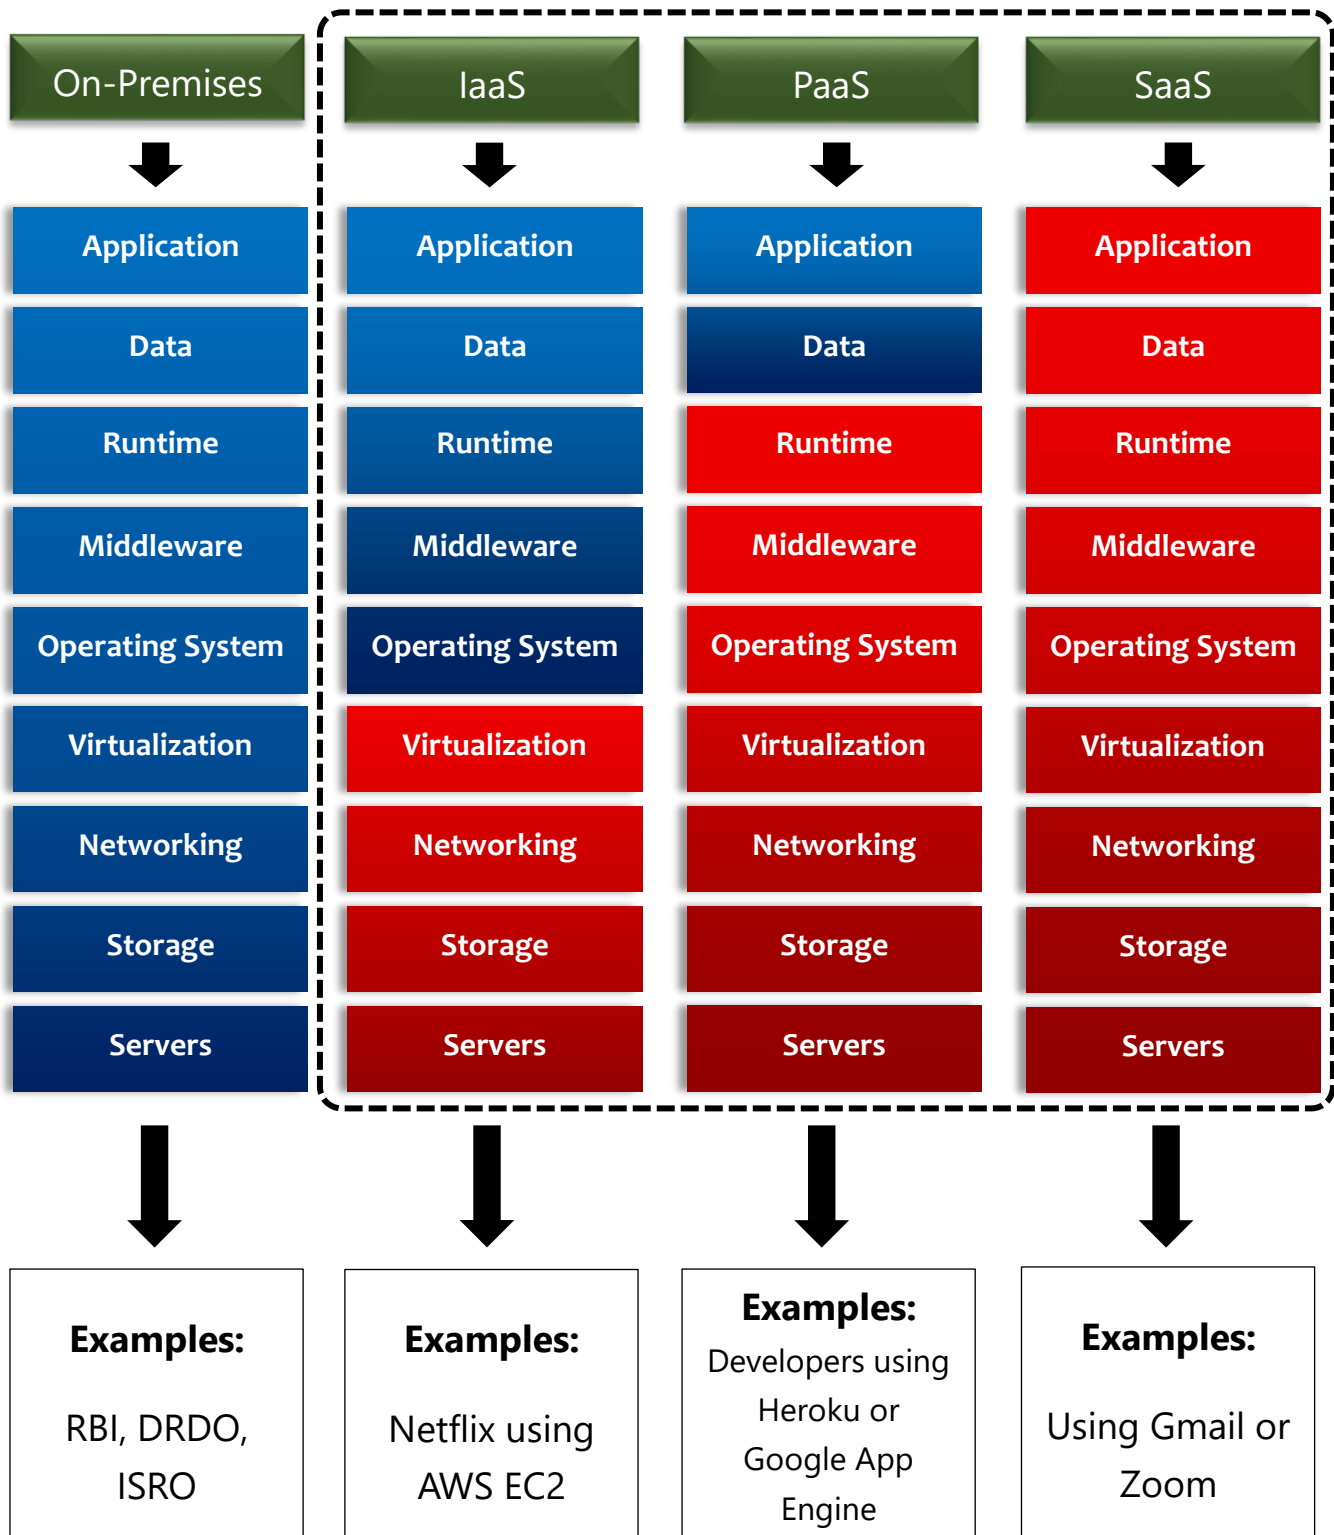 On-Premises
IaaS
PaaS
SaaS
Application
Application
Application
Application
Data
Data
Data
Data
Runtime
Runtime
Runtime
Runtime
Middleware
Middleware
Middleware
Middleware
Operating System
Operating System
Operating System
Operating System
Virtualization
Virtualization
Virtualization
Virtualization
Networking
Networking
Networking
Networking
Storage
Storage
Storage
Storage
Servers
Servers
Servers
Servers
Examples:
RBI, DRDO,
ISRO
Examples:
Netflix using
AWS EC2
Examples:
Developers using
Heroku or
Google App
Engine
Examples:
Using Gmail or
Zoom